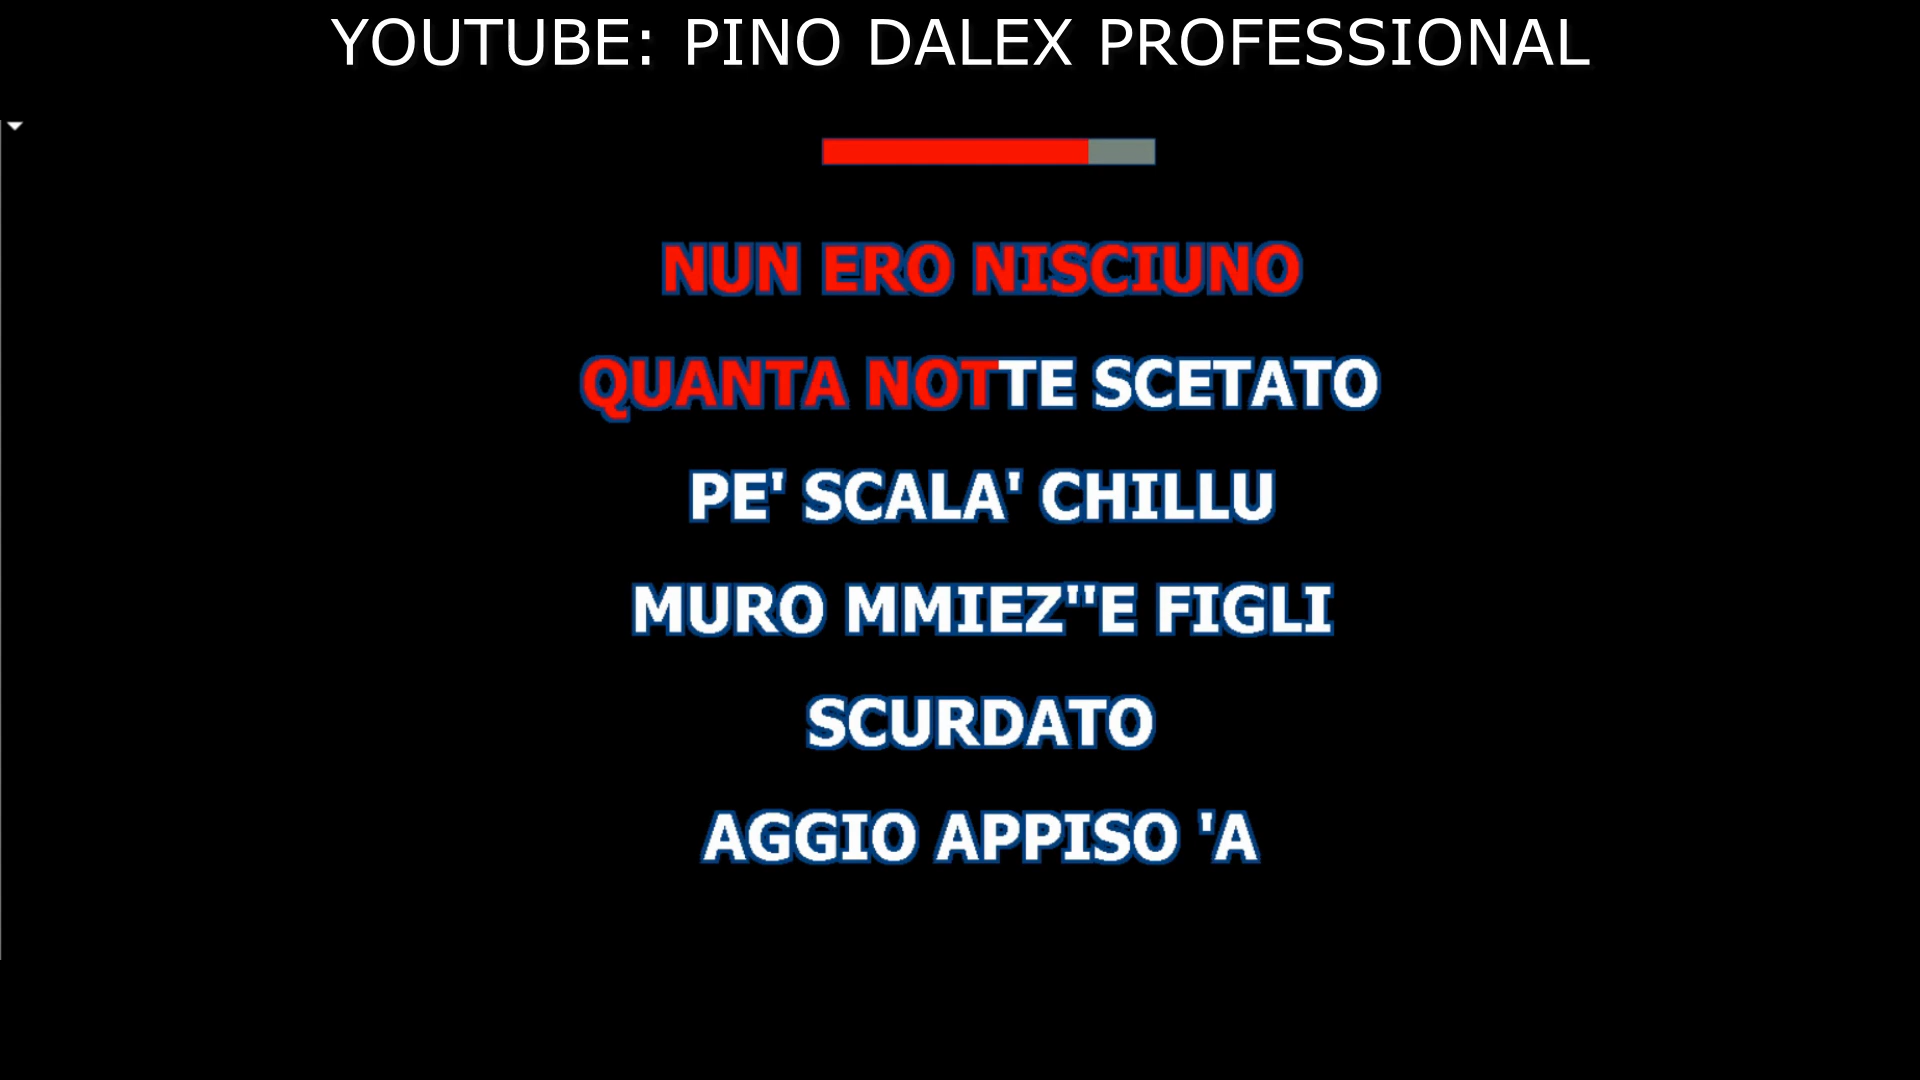 YOUTUBE: PINO DALEX PROFESSIONAL
NUN ERO NISCIUNO
QUANTA NOTTE SCETATO
PE' SCALA' CHILLU
MURO MMIEZ''E FIGLI
SCURDATO
AGGIO APPISO 'A